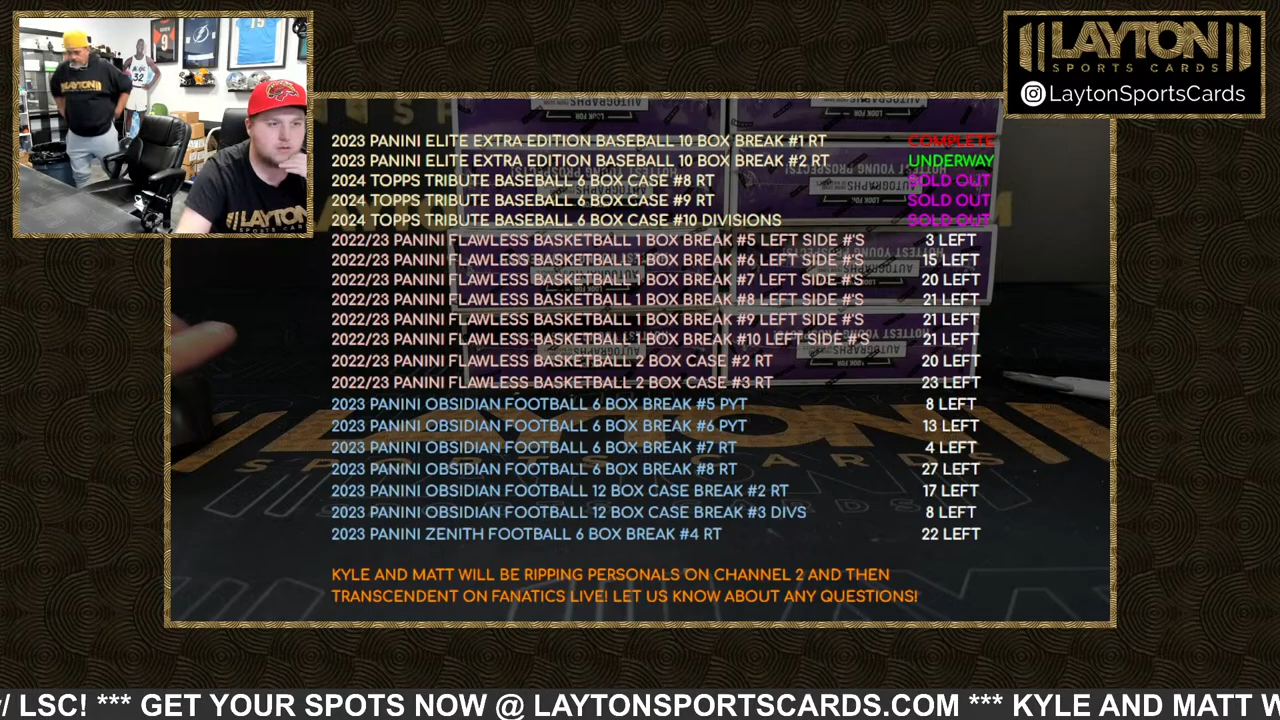 LAYTON
SPORTS CARDS
LaytonSportsCards
2023 PANINI ELITE EXTRA EDITION BASEBALL 10 BOX BREAK #1 RT COMPLETE
2023 PANINI ELITE EXTRA EDITION BASEBALL 10 BOX BREAK #2 RT UNDERWAY
2024 TOPPS TRIBUTE BASEBALL 6 BOX CASE #8 RT SOLD OUT
2024 TOPPS TRIBUTE BASEBALL 6 BOX CASE #9 RT SOLD OUT
2024 TOPPS TRIBUTE BASEBALL 6 BOX CASE #10 DIVISIONS SOLD OUT
2022/23 PANINI FLAWLESS BASKETBALL 1 BOX BREAK #5 LEFT SIDE #'S 3 LEFT
2022/23 PANINI FLAWLESS BASKETBALL 1 BOX BREAK #6 LEFT SIDE #'S 15 LEFT
2022/23 PANINI FLAWLESS BASKETBALL 1 BOX BREAK #7 LEFT SIDE #'S 20 LEFT
2022/23 PANINI FLAWLESS BASKETBALL 1 BOX BREAK #8 LEFT SIDE #'S 21 LEFT
2022/23 PANINI FLAWLESS BASKETBALL 1 BOX BREAK #9 LEFT SIDE #'S 21 LEFT
2022/23 PANINI FLAWLESS BASKETBALL 1 BOX BREAK #10 LEFT SIDE #'S 21 LEFT
2022/23 PANINI FLAWLESS BASKETBALL 2 BOX CASE #2 RT 20 LEFT
2022/23 PANINI FLAWLESS BASKETBALL 2 BOX CASE #3 RT 23 LEFT
2023 PANINI OBSIDIAN FOOTBALL 6 BOX BREAK #5 PYT 8 LEFT
2023 PANINI OBSIDIAN FOOTBALL 6 BOX BREAK #6 PYT 13 LEFT
2023 PANINI OBSIDIAN FOOTBALL 6 BOX BREAK #7 RT 4 LEFT
2023 PANINI OBSIDIAN FOOTBALL 6 BOX BREAK #8 RT 27 LEFT
2023 PANINI OBSIDIAN FOOTBALL 12 BOX CASE BREAK #2 RT 17 LEFT
2023 PANINI OBSIDIAN FOOTBALL 12 BOX CASE BREAK #3 DIVS 8 LEFT
2023 PANINI ZENITH FOOTBALL 6 BOX BREAK #4 RT 22 LEFT
KYLE AND MATT WILL BE RIPPING PERSONALS ON CHANNEL 2 AND THEN
TRANSCENDENT ON FANATICS LIVE! LET US KNOW ABOUT ANY QUESTIONS!
/ LSC! *** GET YOUR SPOTS NOW @ LAYTONSPORTSCARDS.COM *** KYLE AND MATT W